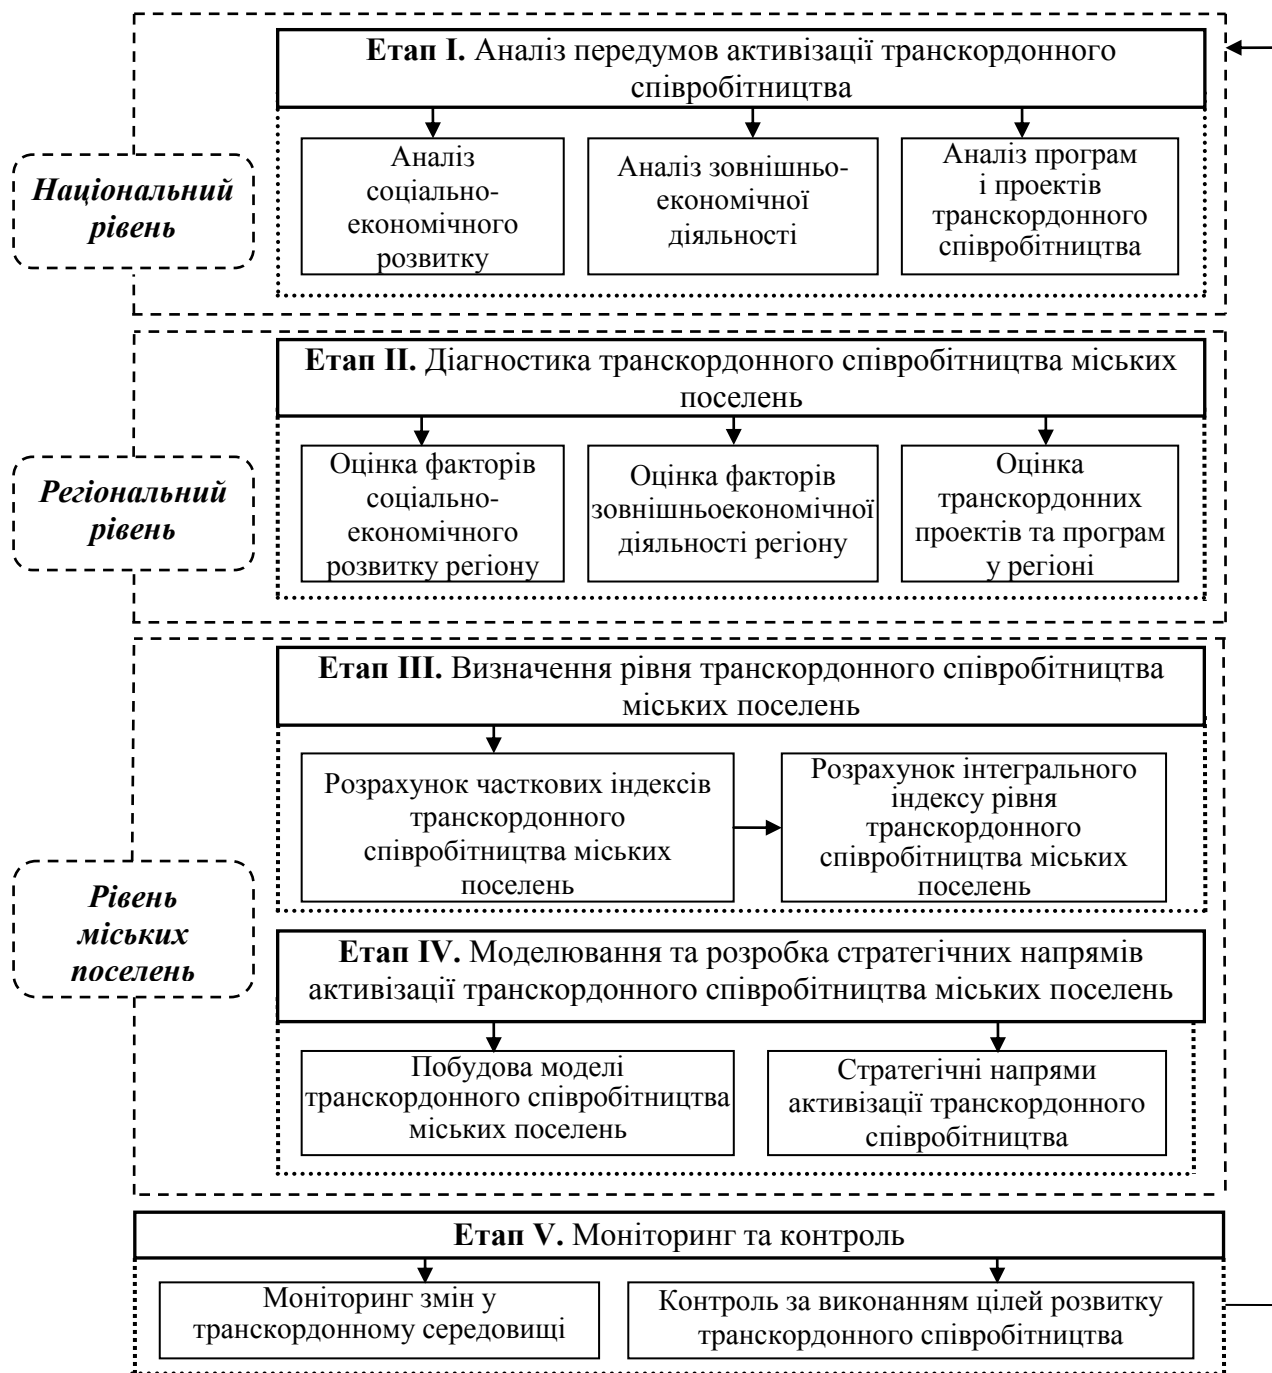 Етап I. Аналіз передумов активізації транскордонного
співробітництва
Національний
рівень
Аналіз
соціально-
економічного
розвитку
Аналіз зовнішньо-
економічної
діяльності
Аналіз програм
і проектів
транскордонного
співробітництва
Етап II. Діагностика транскордонного співробітництва міських
поселень
Регіональний
рівень
Оцінка факторів
соціально-
економічного
розвитку регіону
Оцінка факторів
зовнішньоекономічної
діяльності регіону
Оцінка
транскордонних
проектів та програм
у регіоні
Етап III. Визначення рівня транскордонного співробітництва
міських поселень
Розрахунок часткових індексів
транскордонного
співробітництва міських
поселень
Розрахунок інтегрального
індексу рівня
транскордонного
співробітництва міських
поселень
Рівень
міських
поселень
Етап IV. Моделювання та розробка стратегічних напрямів
активізації транскордонного співробітництва міських поселень
Побудова моделі
транскордонного співробітництва
міських поселень
Стратегічні напрями
активізації транскордонного
співробітництва
Етап V. Моніторинг та контроль
Моніторинг змін у
транскордонному середовищі
Контроль за виконанням цілей розвитку
транскордонного співробітництва